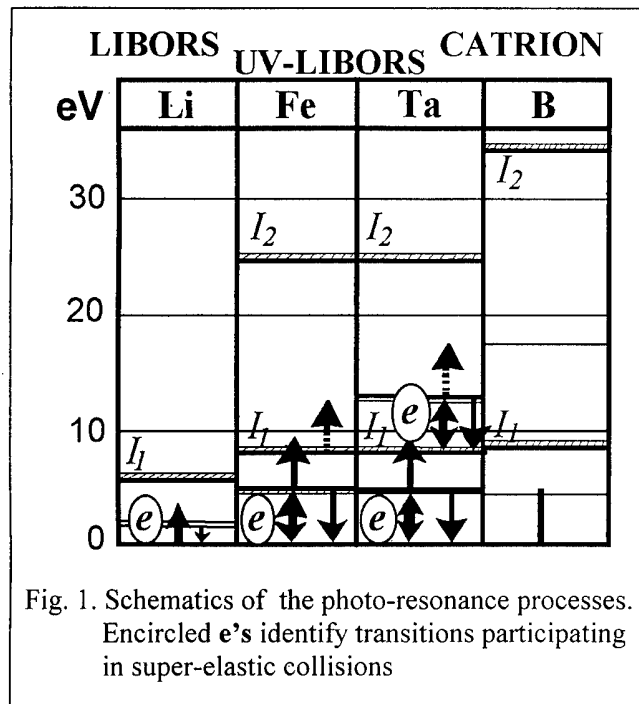 LIBORS UV-LIBORS CATRION
eV Li Fe Ta B
I2
I2 I2
30
20
e
10 I1 I1 I1
I1
e e e
0
Fig. 1. Schematics of the photo-resonance processes.
Encircled e's identify transitions participating
in super-elastic collisions